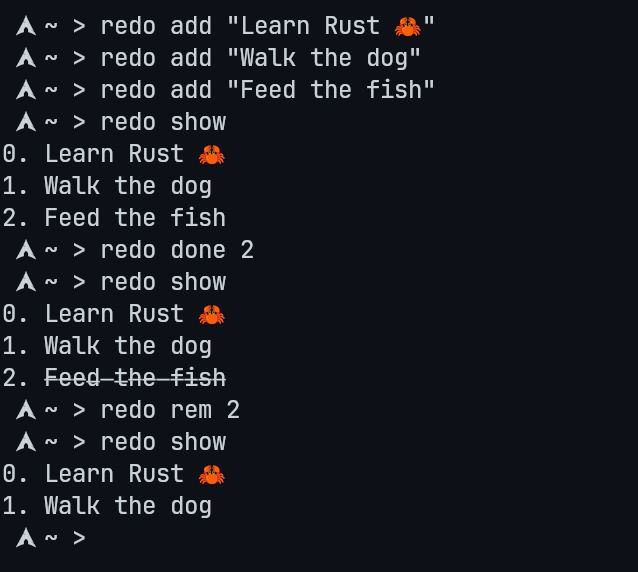 ~ > redo add "Learn Rust 🦀"
~ > redo add "Walk the dog"
~ > redo add "Feed the fish"
~ > redo show
0. Learn Rust 🦀
1. Walk the dog
2. Feed the fish
~ > redo done 2
~ > redo show
0. Learn Rust 🦀
1. Walk the dog
2. Feed the fish
~ > redo rem 2
~ > redo show
0. Learn Rust 🦀
1. Walk the dog
~ >